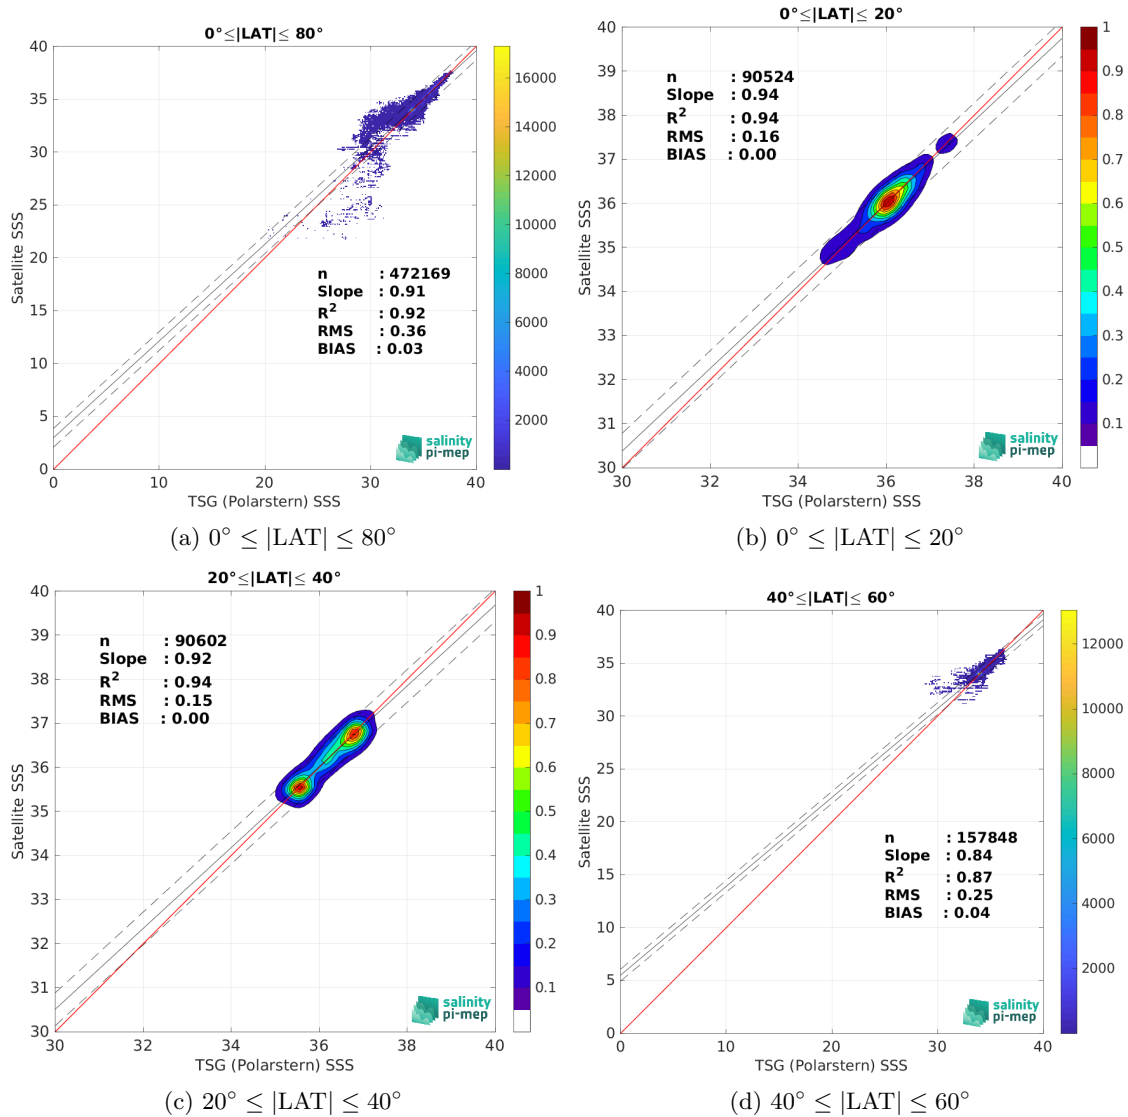 0°≤|LAT|≤ 80°
40
35
30
25
20
15
10
5
0
0
10
20
30
40
Satellite SSS
TSG (Polarstern) SSS
n : 472169
Slope : 0.91
R² : 0.92
RMS : 0.36
BIAS : 0.03
salinity
pi-mep
16000
14000
12000
10000
8000
6000
4000
2000
(a) 0° ≤ |LAT| ≤ 80°
0°≤|LAT|≤ 20°
40
39
38
37
36
35
34
33
32
31
30
30
32
34
36
38
40
Satellite SSS
TSG (Polarstern) SSS
n : 90524
Slope : 0.94
R² : 0.94
RMS : 0.16
BIAS : 0.00
salinity
pi-mep
1
0.9
0.8
0.7
0.6
0.5
0.4
0.3
0.2
0.1
(b) 0° ≤ |LAT| ≤ 20°
20°≤|LAT|≤ 40°
40
39
38
37
36
35
34
33
32
31
30
30
32
34
36
38
40
Satellite SSS
TSG (Polarstern) SSS
n : 90602
Slope : 0.92
R² : 0.94
RMS : 0.15
BIAS : 0.00
salinity
pi-mep
1
0.9
0.8
0.7
0.6
0.5
0.4
0.3
0.2
0.1
(c) 20° ≤ |LAT| ≤ 40°
40°≤|LAT|≤ 60°
40
35
30
25
20
15
10
5
0
0
10
20
30
40
Satellite SSS
TSG (Polarstern) SSS
n : 157848
Slope : 0.84
R² : 0.87
RMS : 0.25
BIAS : 0.04
salinity
pi-mep
12000
10000
8000
6000
4000
2000
(d) 40° ≤ |LAT| ≤ 60°